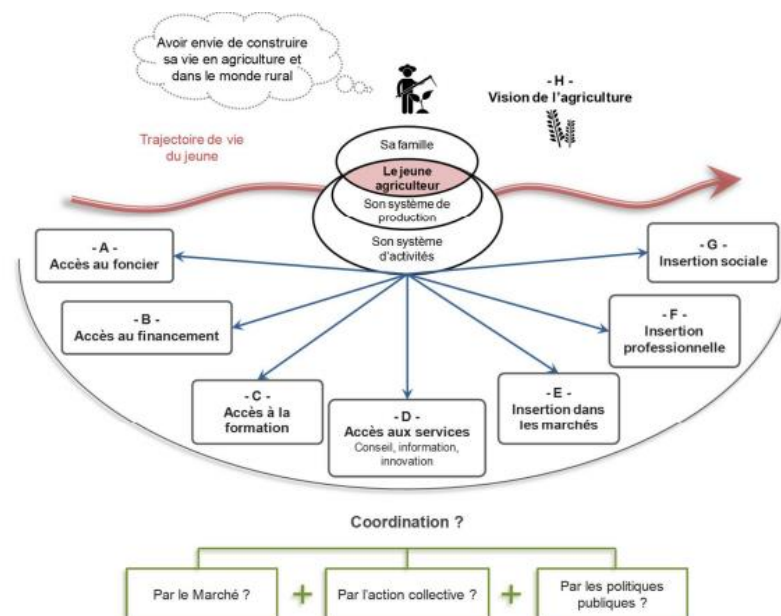 Avoir envie de construire
sa vie en agriculture et
dans le monde rural
- H -
Vision de l'agriculture
Trajectoire de vie
du jeune
Sa famille
Le jeune
agriculteur
Son système de
production
Son système
d'activités
- A -
Accès au foncier
- B -
Accès au financement
- C -
Accès à la
formation
- D -
Accès aux services
Conseil, information,
innovation
- E -
Insertion dans
les marchés
- F -
Insertion
professionnelle
- G -
Insertion sociale
Coordination ?
Par le Marché ?
+
Par l'action collective ?
+
Par les politiques
publiques ?